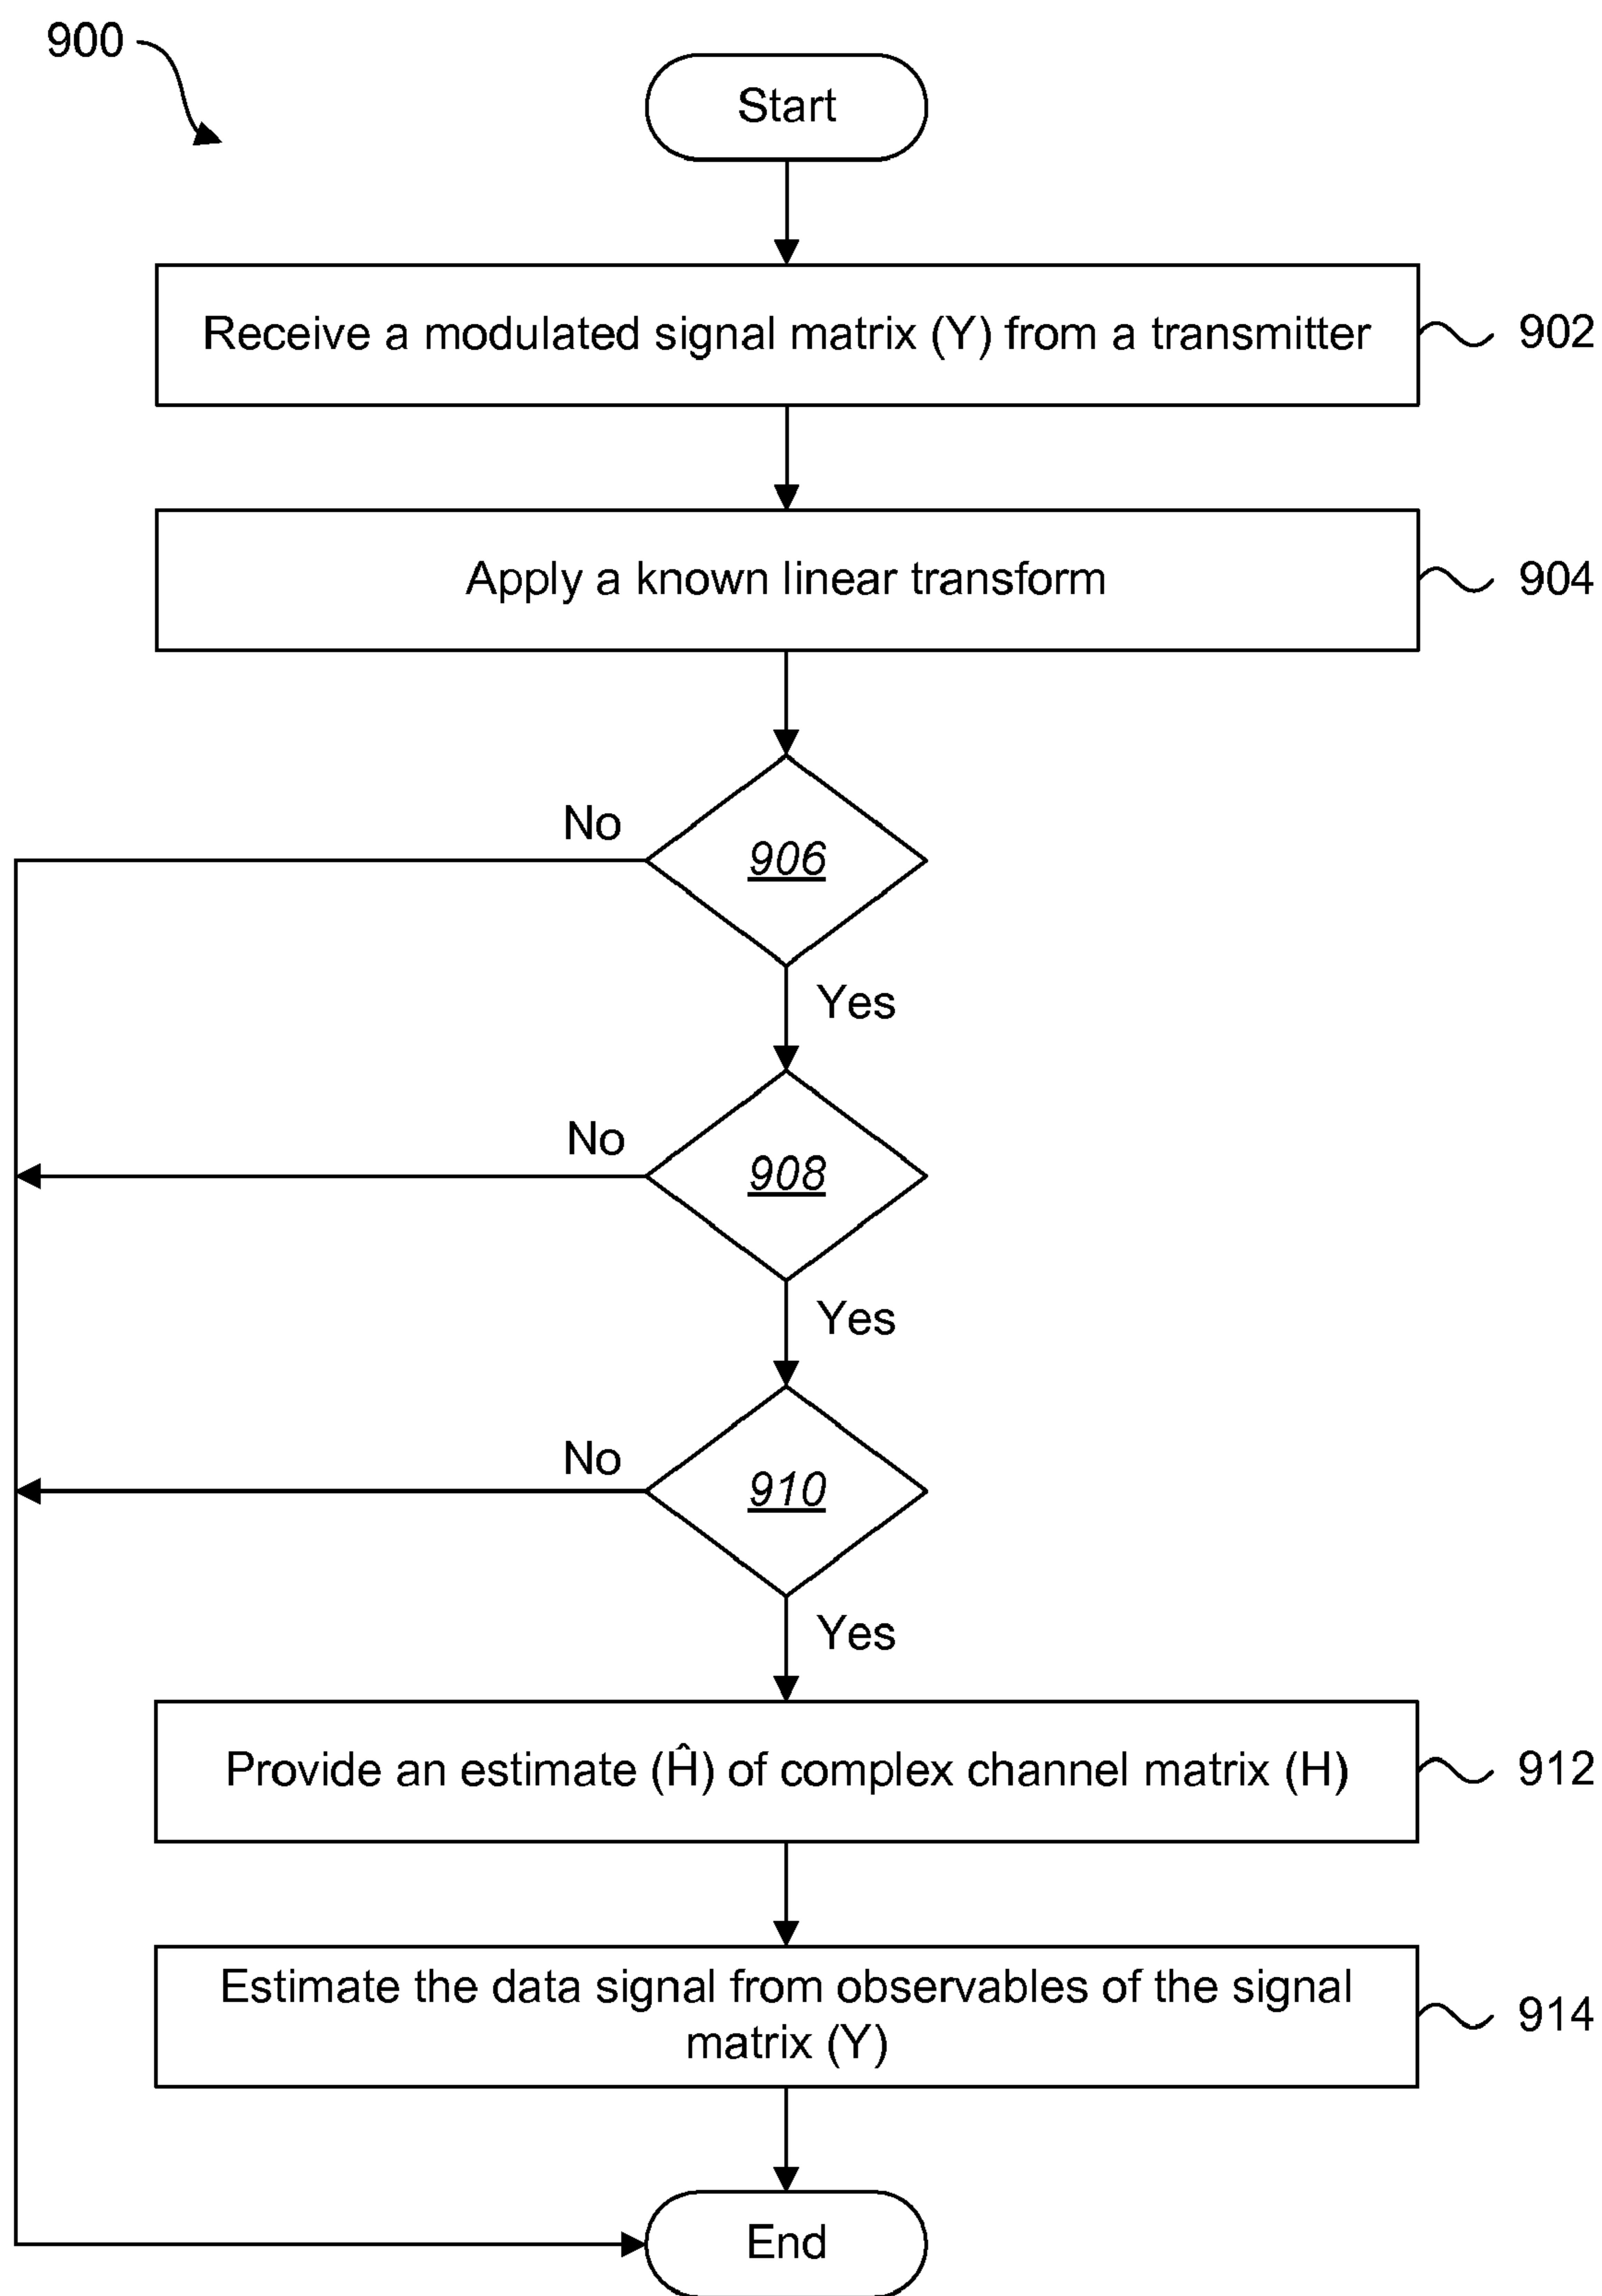 900
Start
Receive a modulated signal matrix (Y) from a transmitter
902
Apply a known linear transform
904
No
906
Yes
No
908
Yes
No
910
Yes
Provide an estimate (Ĥ) of complex channel matrix (H)
912
Estimate the data signal from observables of the signal
matrix (Y)
914
End